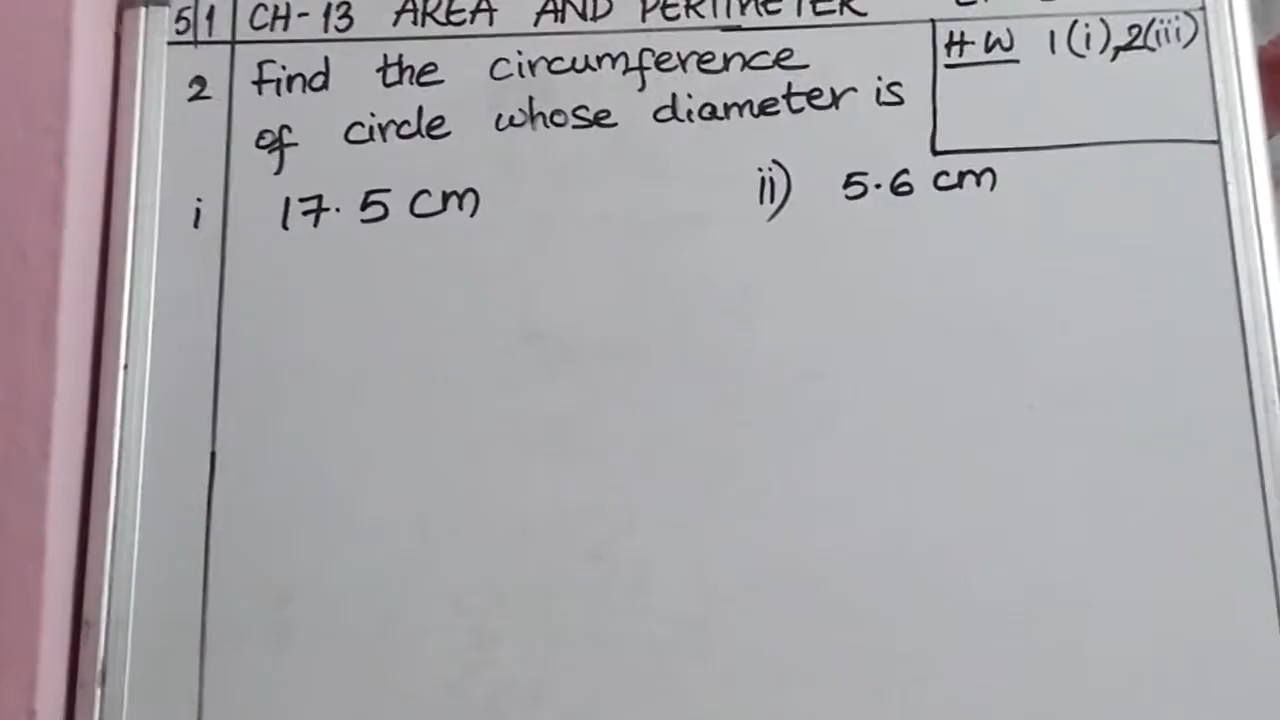 5|1 CH-13 AREA AND PERIMETER
H.W 1(i),2(iii)
2 Find the circumference
of circle whose diameter is
i 17.5 cm ii) 5.6 cm